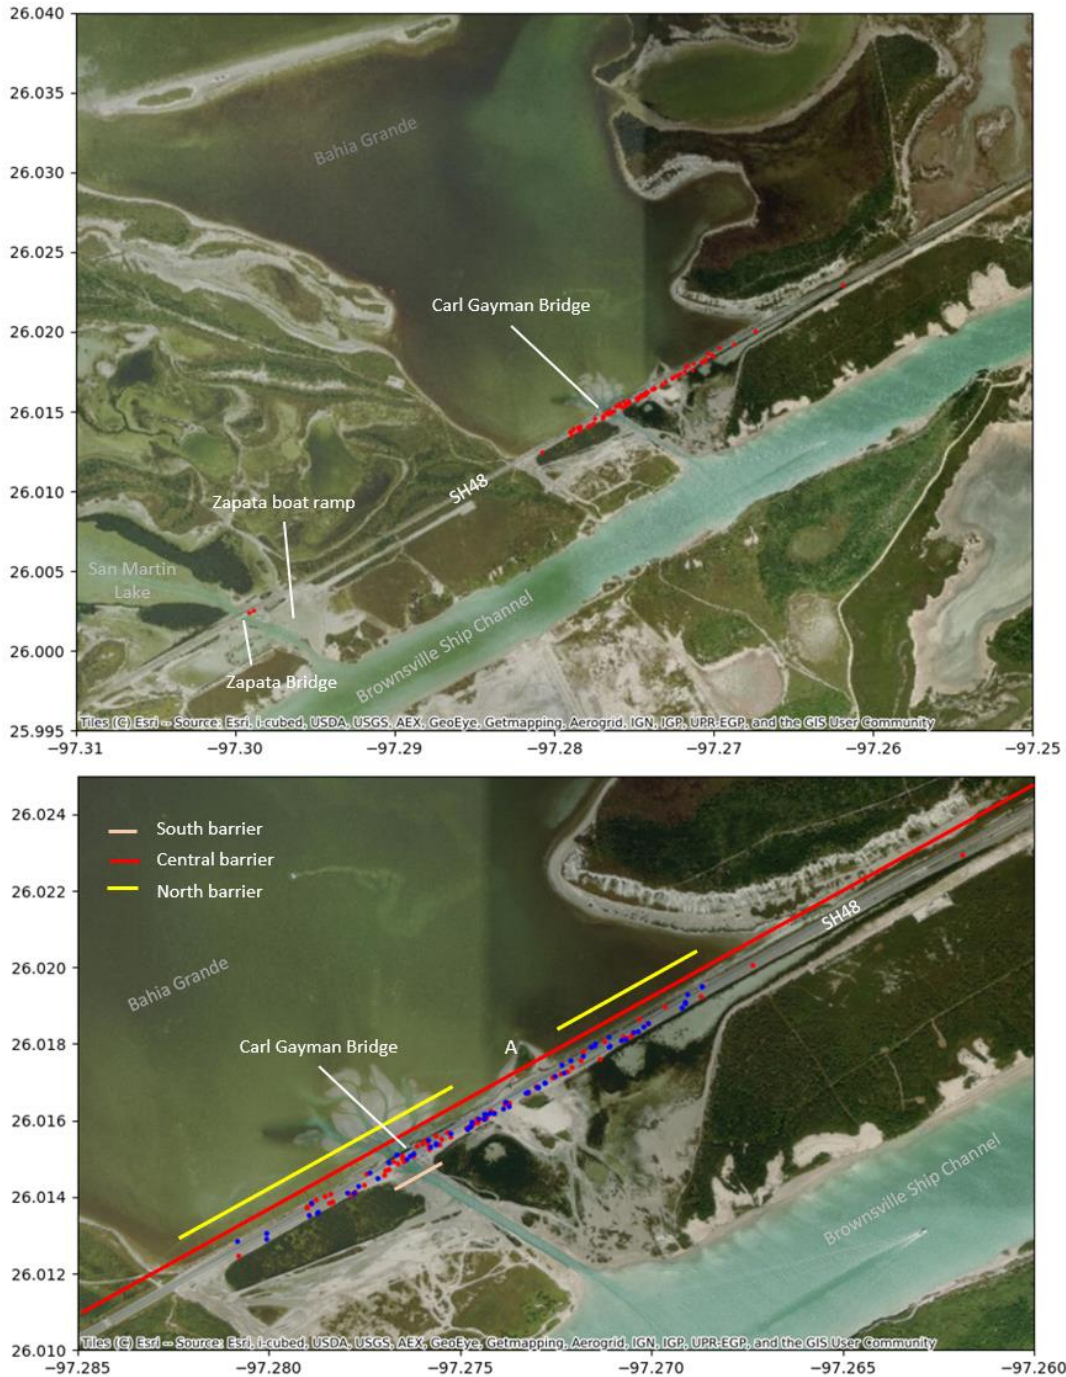 26.040
26.035
26.030
26.025
26.020
26.015
26.010
26.005
26.000
25.995
Bahia Grande
Carl Gayman Bridge
SH48
Zapata boat ramp
San Martin
Lake
Zapata Bridge
Brownsville Ship Channel
Tiles (C) Esri -- Source: Esri, i-cubed, USDA, USGS, AEX, GeoEye, Getmapping, Aerogrid, IGN, IGP, UPR-EGP, and the GIS User Community
−97.31 −97.30 −97.29 −97.28 −97.27 −97.26 −97.25
26.024
26.022
26.020
26.018
26.016
26.014
26.012
26.010
South barrier
Central barrier
North barrier
SH48
Bahia Grande
Carl Gayman Bridge
A
Brownsville Ship Channel
Tiles (C) Esri -- Source: Esri, i-cubed, USDA, USGS, AEX, GeoEye, Getmapping, Aerogrid, IGN, IGP, UPR-EGP, and the GIS User Community
−97.285 −97.280 −97.275 −97.270 −97.265 −97.260